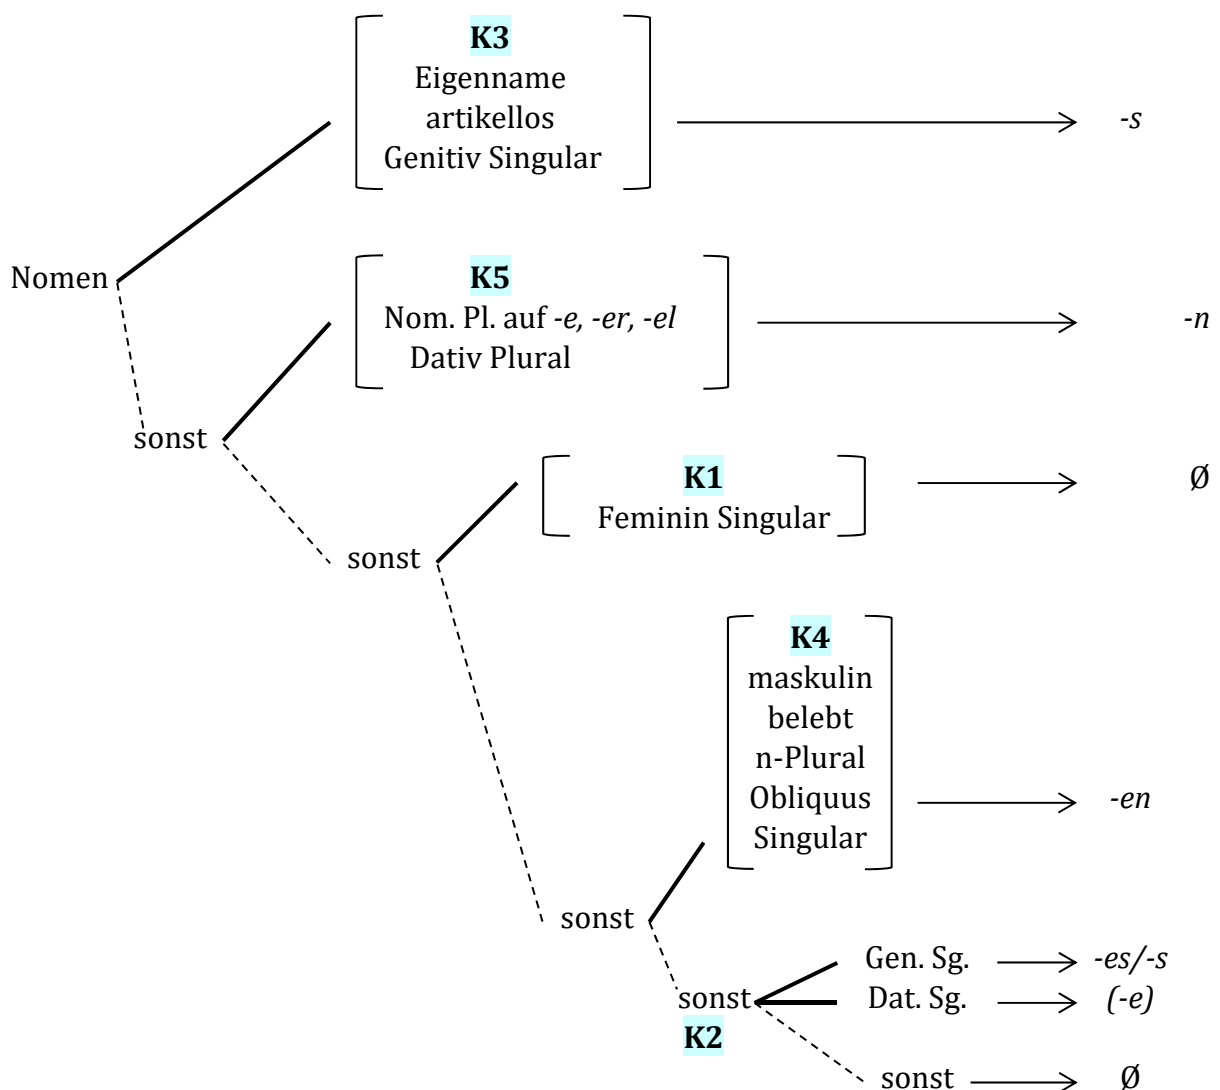 K3
Eigenname
artikellos
Genitiv Singular
-s
Nomen
K5
Nom. Pl. auf -e, -er, -el
Dativ Plural
-n
sonst
K1
Feminin Singular
Ø
sonst
K4
maskulin
belebt
n-Plural
Obliquus
Singular
-en
sonst
Gen. Sg.
-es/-s
sonst
Dat. Sg.
(-e)
K2
sonst
Ø